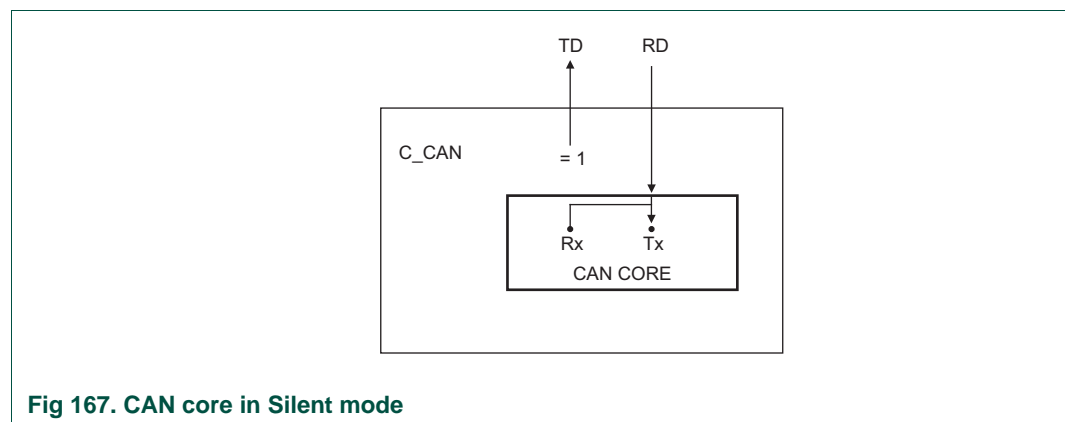 TD RD
C_CAN
= 1
Rx Tx
CAN CORE
Fig 167. CAN core in Silent mode